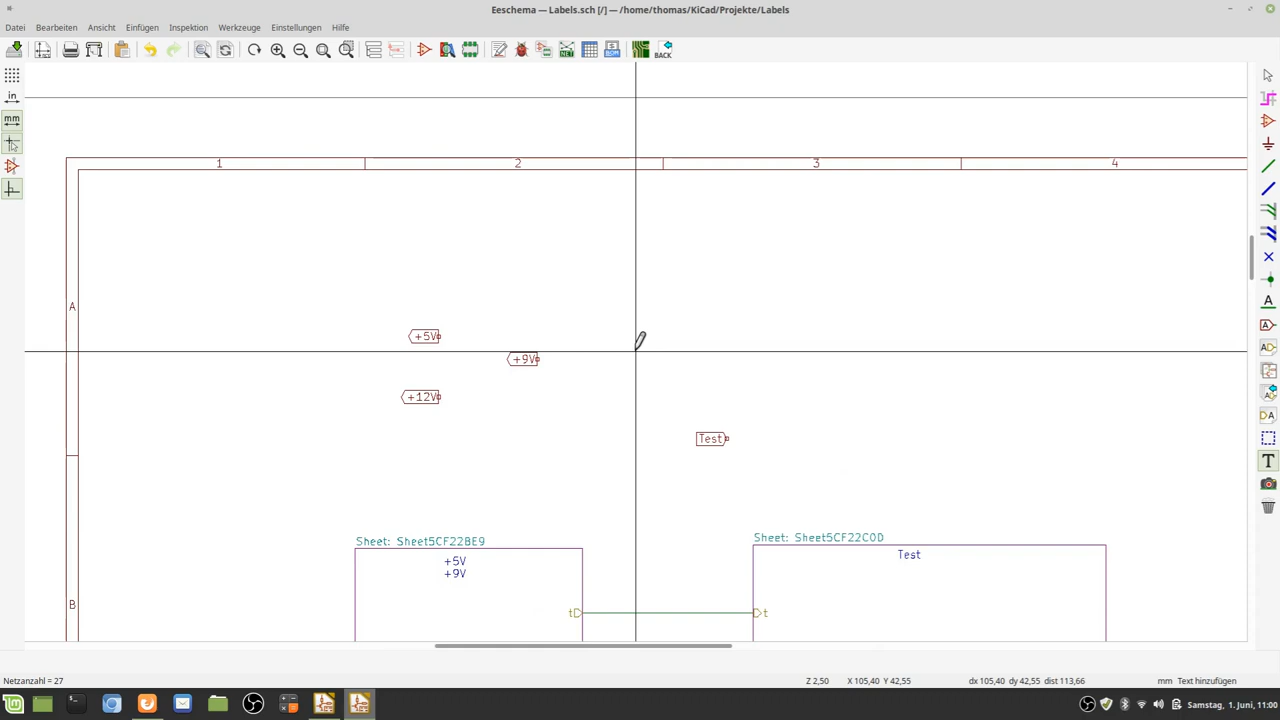 Eeschema — Labels.sch [/] — /home/thomas/KiCad/Projekte/Labels
Datei Bearbeiten Ansicht Einfügen Inspektion Werkzeuge Einstellungen Hilfe
NET BOM BACK
in
mm
1 2 3 4
A
+5V
+9V
+12V
Test
Sheet: Sheet5CF22BE9
Sheet: Sheet5CF22C0D
+5V
+9V
Test
B
t
t
A
A
A
A
T
Netzanzahl = 27 Z 2,50 X 105,40 Y 42,55 dx 105,40 dy 42,55 dist 113,66 mm Text hinzufügen
Samstag, 1. Juni, 11:00